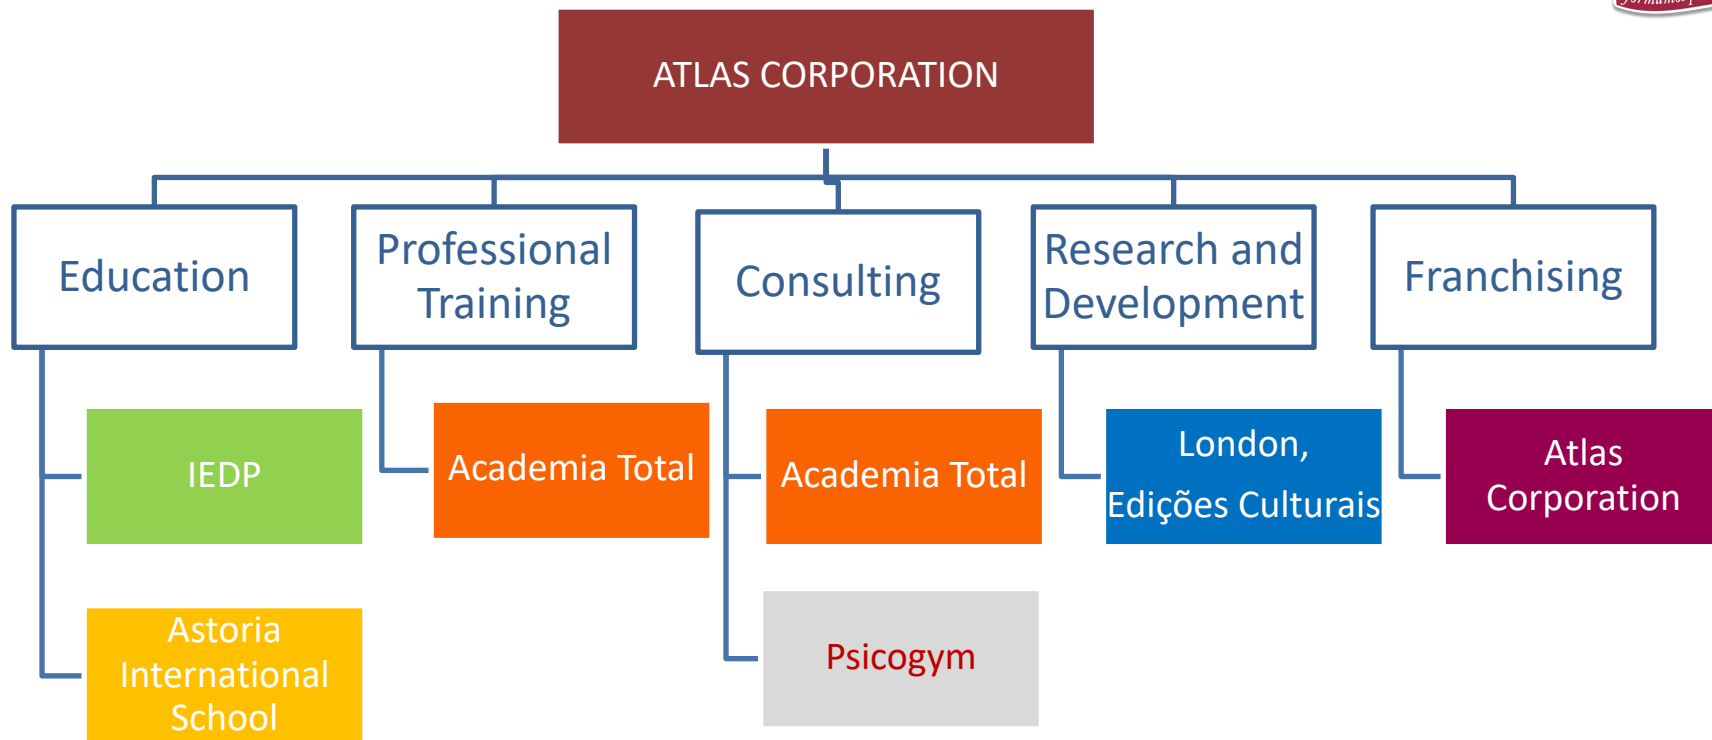 ATLAS CORPORATION
Education
Professional
Training
Consulting
Research and
Development
Franchising
IEDP
Academia Total
Academia Total
London,
Edições Culturais
Atlas
Corporation
Astoria
International
School
Psicogym